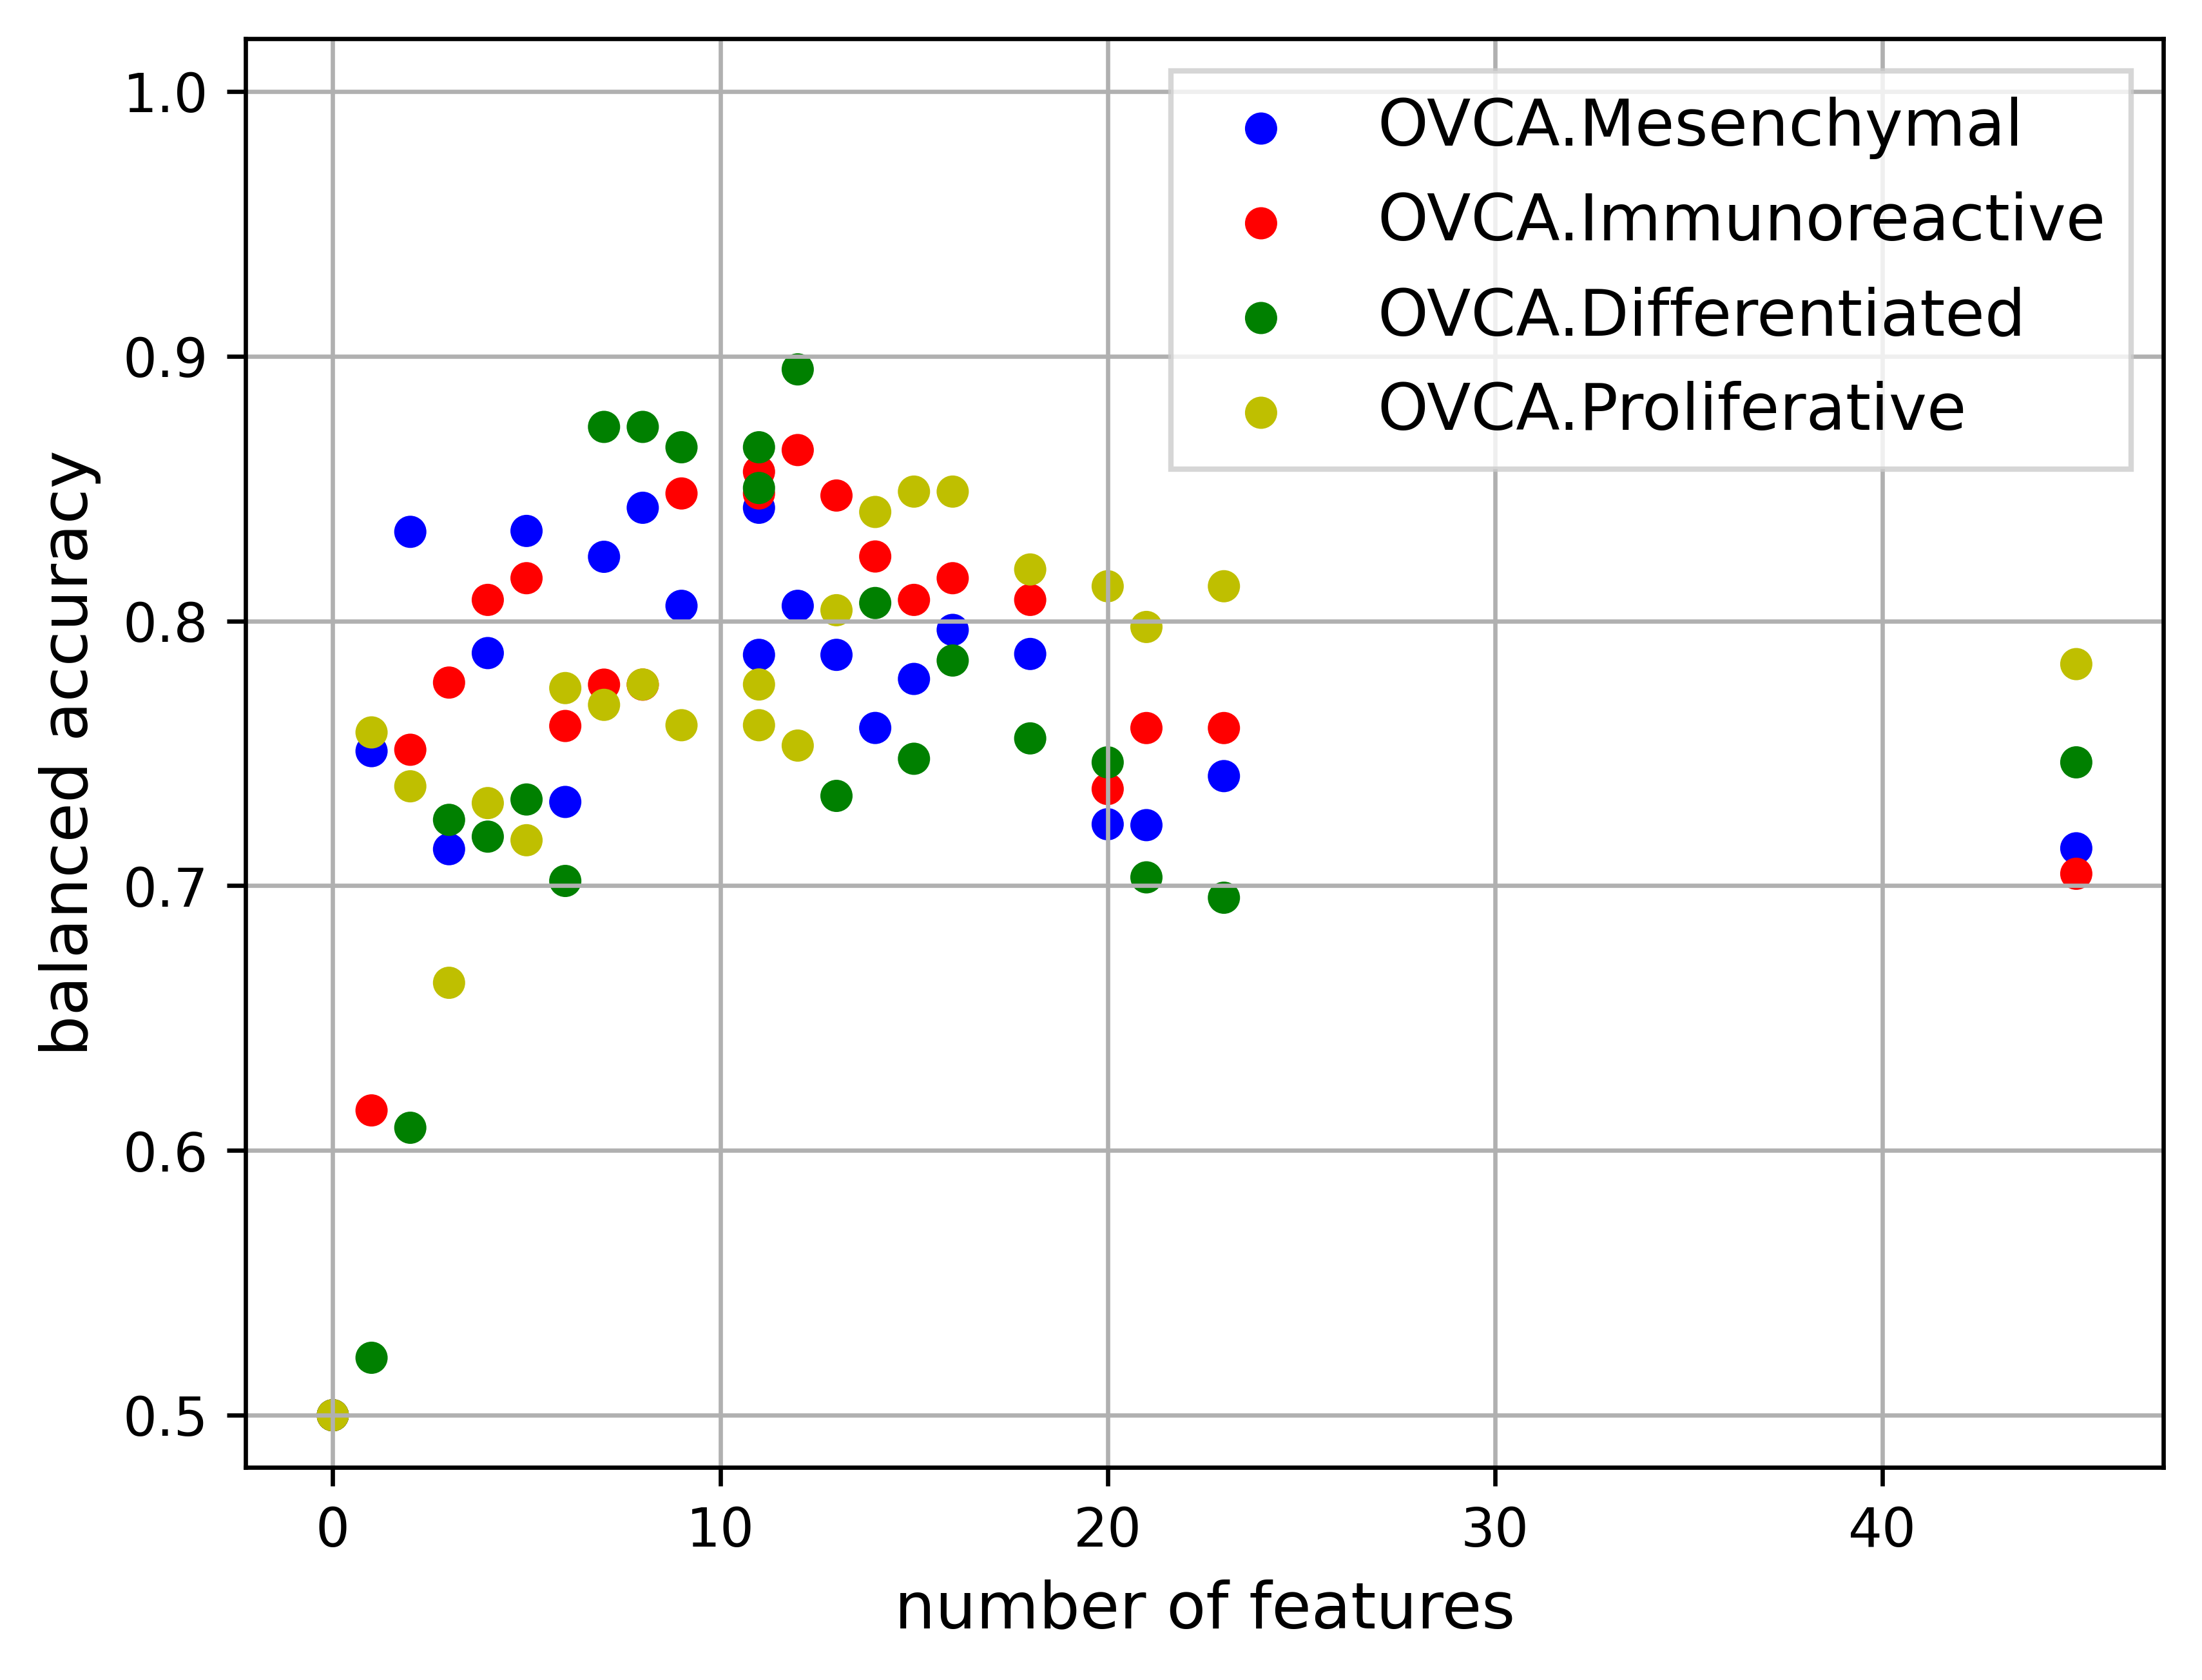 1.0
0.9
0.8
0.7
0.6
0.5
balanced accuracy
OVCA.Mesenchymal
OVCA.Immunoreactive
OVCA.Differentiated
OVCA.Proliferative
0 10 20 30 40
number of features